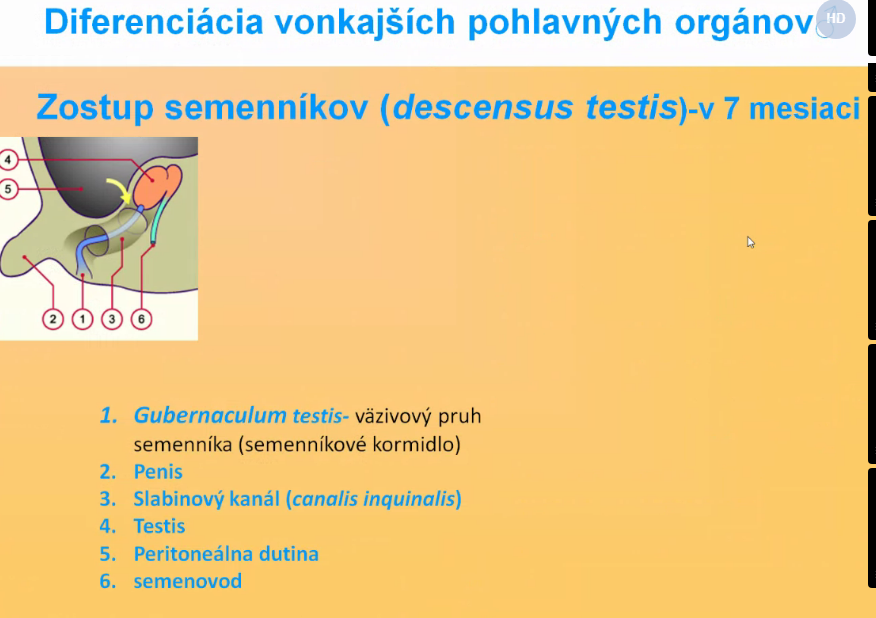 Diferenciácia vonkajších pohlavných orgánov
HD
Zostup semenníkov (descensus testis)-v 7 mesiaci
4
5
2 1 3 6
1. Gubernaculum testis- väzivový pruh
semenníka (semenníkové kormidlo)
2. Penis
3. Slabinový kanál (canalis inquinalis)
4. Testis
5. Peritoneálna dutina
6. semenovod